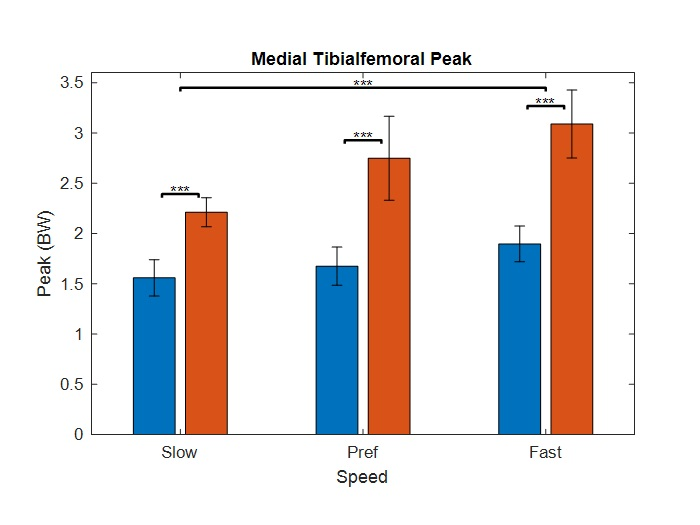 Medial Tibialfemoral Peak
3.5
3
2.5
2
1.5
1
0.5
0
Peak (BW)
***
***
***
***
Slow
Pref
Fast
Speed